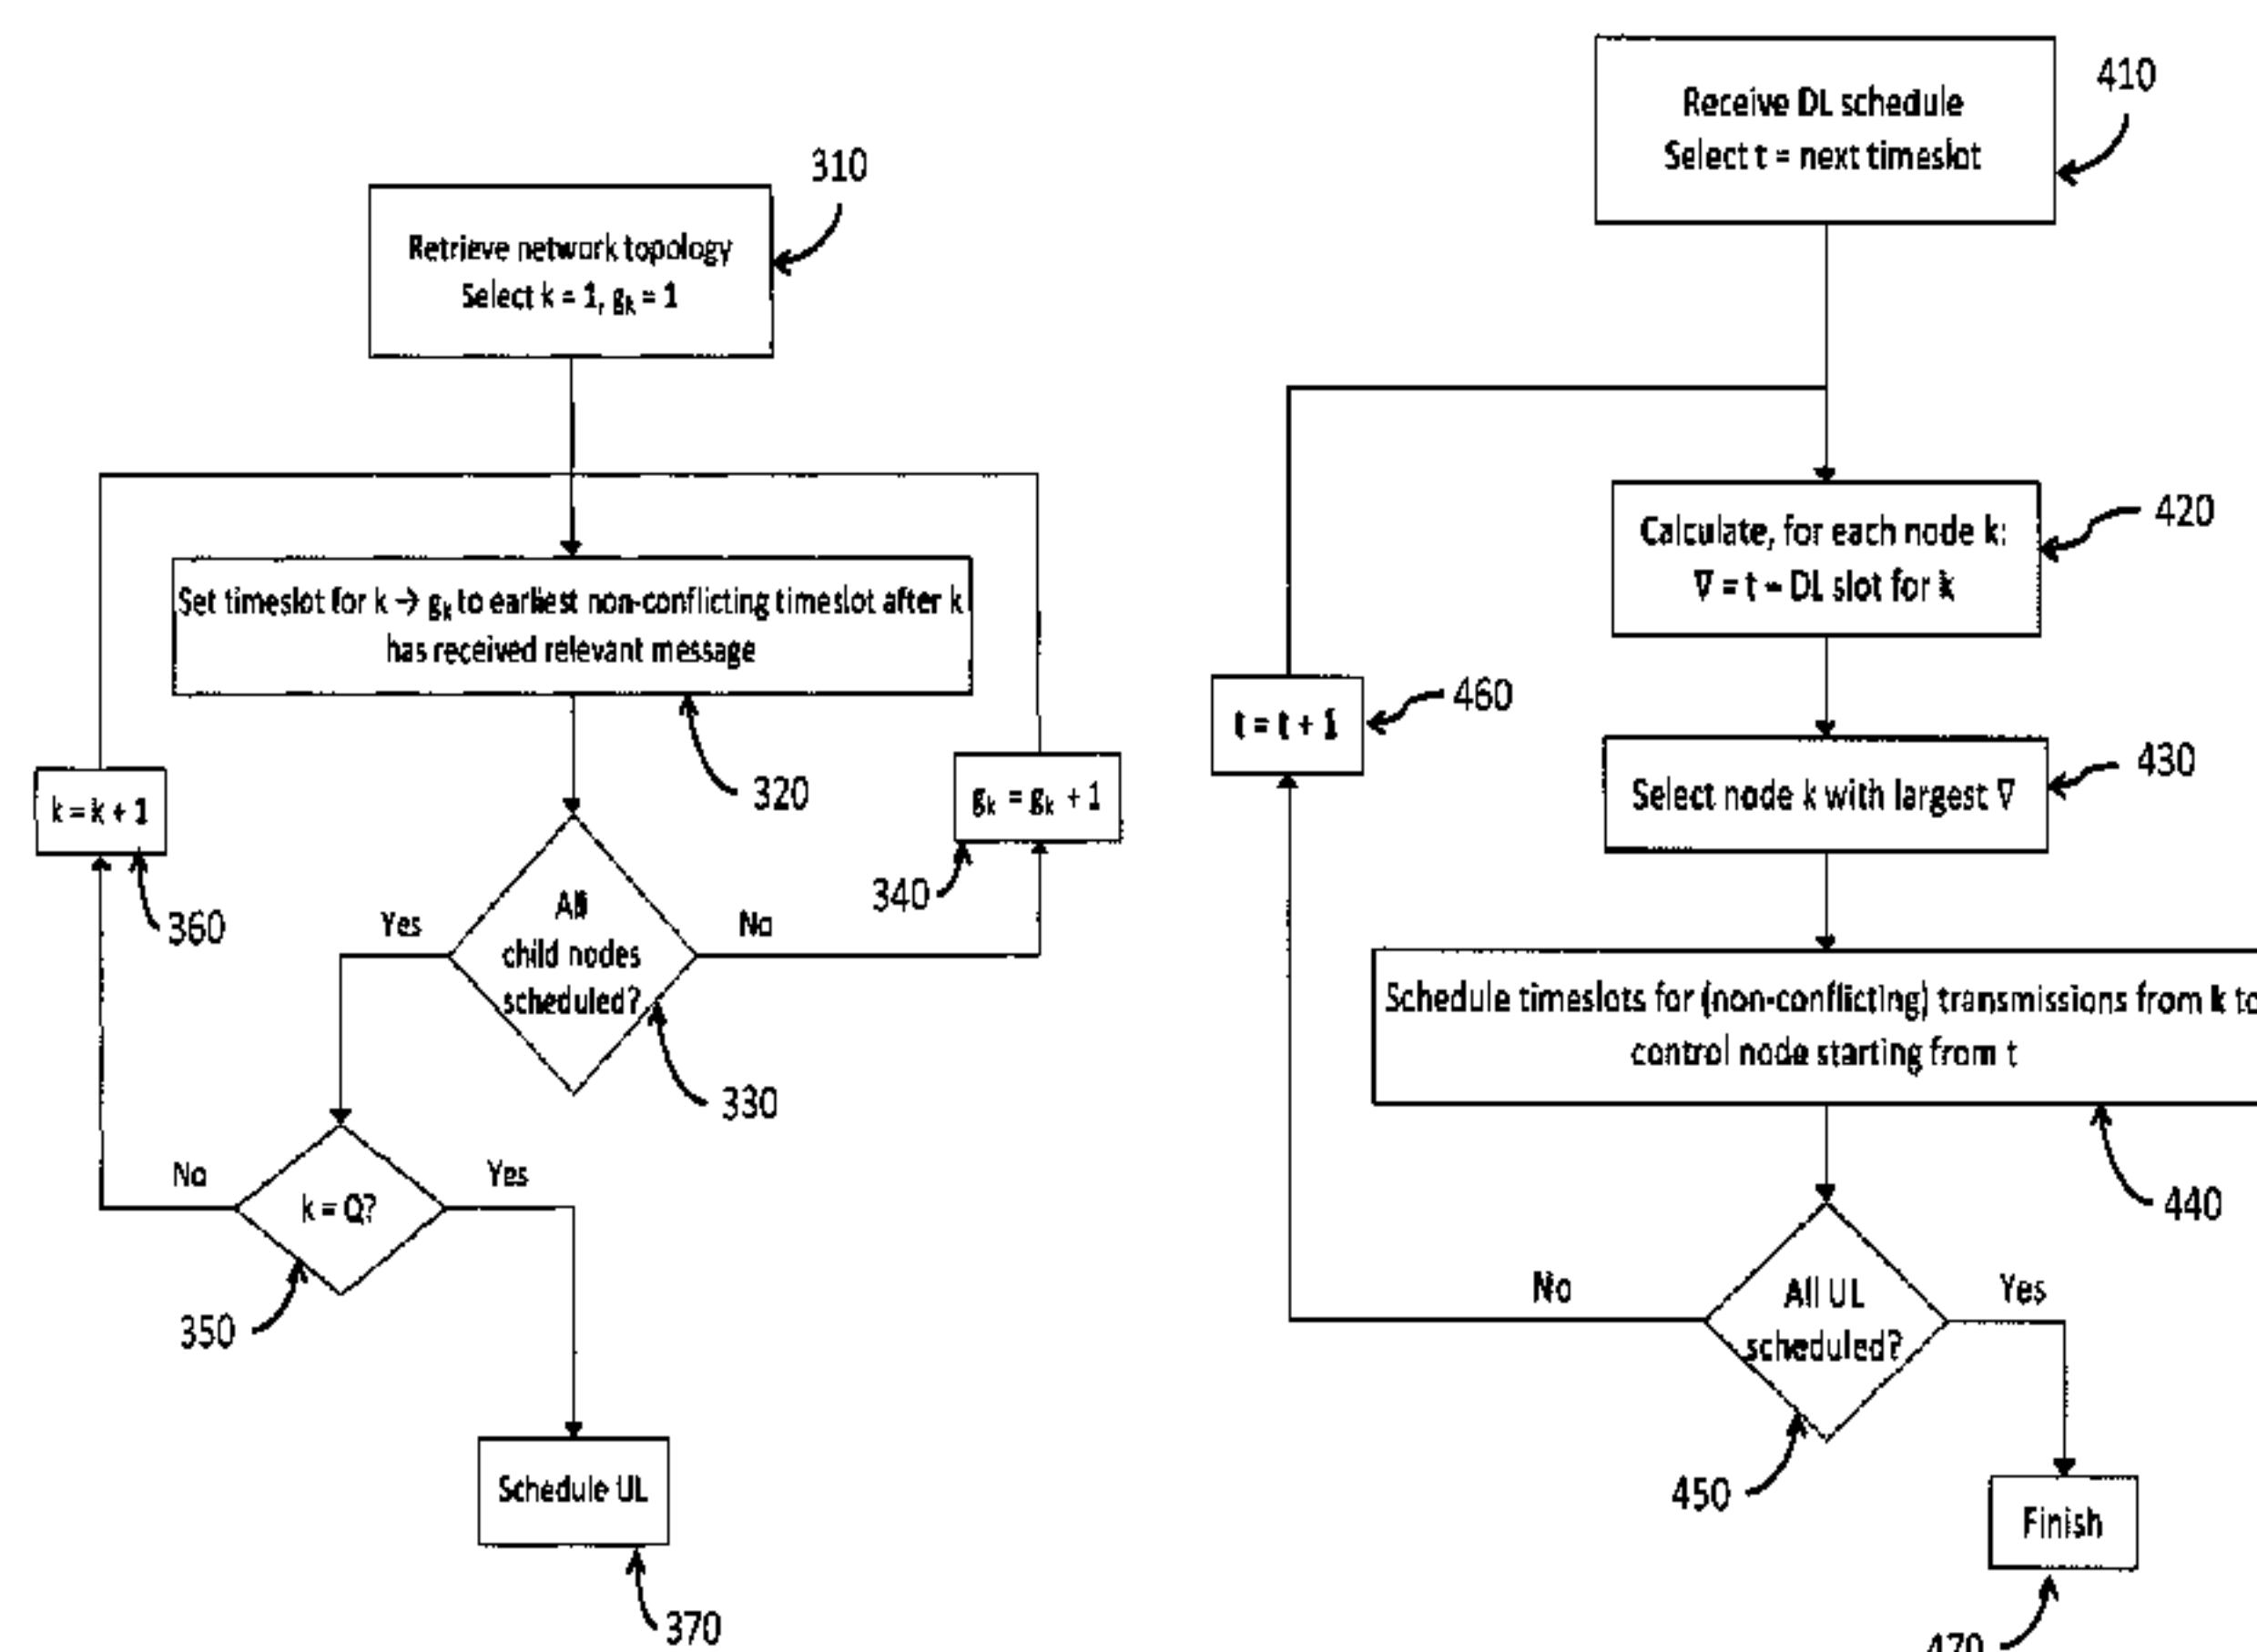 310
Retrieve network topology
Select k = 1, gk = 1
Set timeslot for k → gk to earliest non-conflicting timeslot after k
has received relevant message
320
k = k + 1
360
gk = gk + 1
340
All
child nodes
scheduled?
Yes
No
330
k = Q?
No
Yes
350
Schedule UL
370
410
Receive DL schedule
Select t = next timeslot
420
Calculate, for each node k:
∇ = t – DL slot for k
460
t = t + 1
430
Select node k with largest ∇
Schedule timeslots for (non-conflicting) transmissions from k to
control node starting from t
440
All UL
scheduled?
No
Yes
450
Finish
470